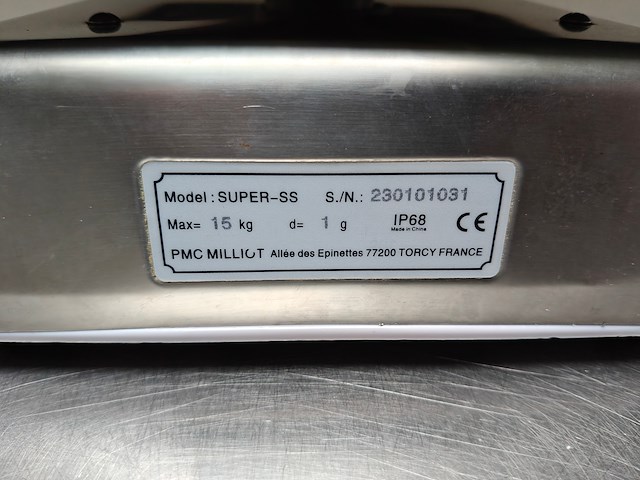 Model : SUPER-SS S./N.: 230101031
Max= 15 kg d= 1 g IP68 CE
Made in China
PMC MILLIOT Allée des Epinettes 77200 TORCY FRANCE